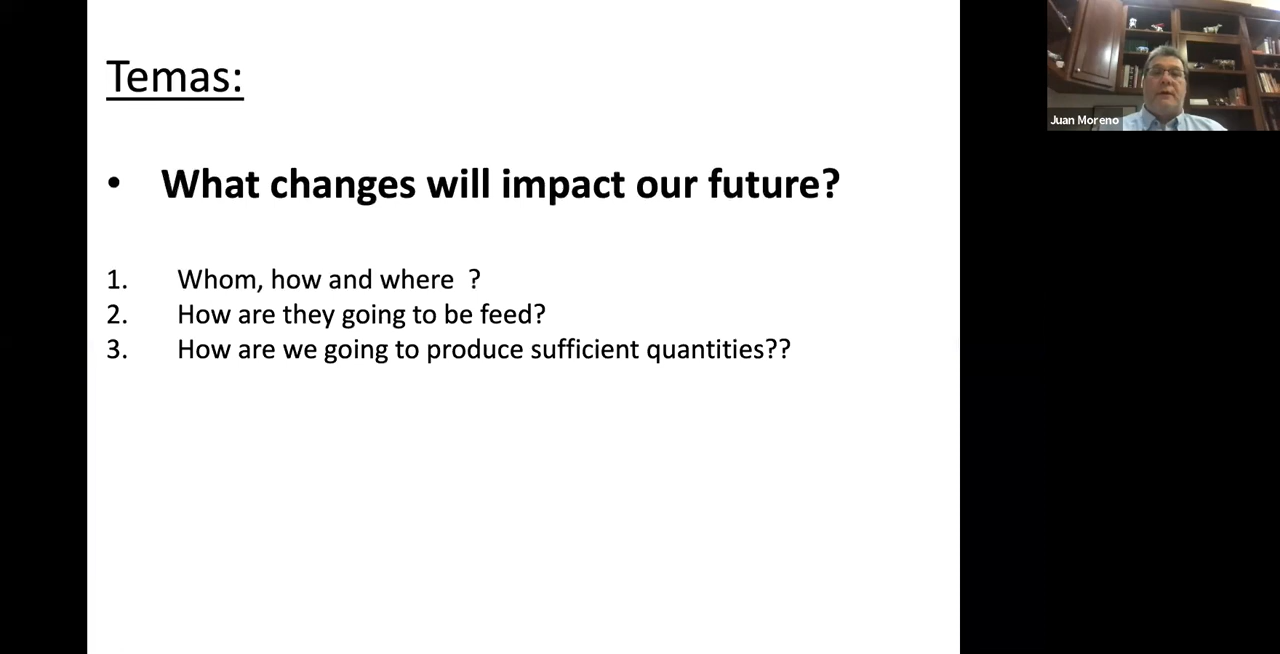 Temas:
• What changes will impact our future?
1. Whom, how and where ?
2. How are they going to be feed?
3. How are we going to produce sufficient quantities??
Juan Moreno